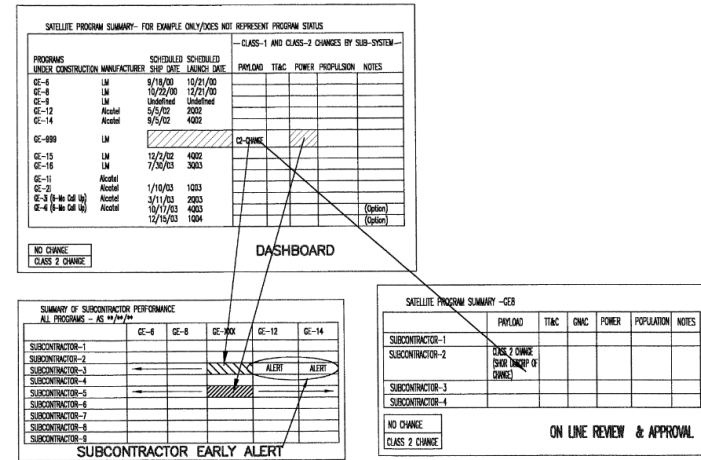 SATELLITE PROGRAM SUMMARY- FOR EXAMPLE ONLY/DOES NOT REPRESENT PROGRAM STATUS
CLASS-1 AND CLASS-2 CHANGES BY SUB-SYSTEM
PROGRAMS UNDER CONSTRUCTION MANUFACTURER SCHEDULED SHIP DATE SCHEDULED LAUNCH DATE PAYLOAD TT&C POWER PROPULSION NOTES
GE-6 LM 9/18/00 10/21/00
GE-8 LM 10/22/00 12/21/00
GE-9 LM Undefined Undefined
GE-12 Alcatel 5/5/02 2Q02
GE-14 Alcatel 9/5/02 4Q02
GE-999 LM C2-CHANGE
GE-15 LM 12/2/02 4Q02
GE-16 LM 7/30/03 3Q03
GE-1i Alcatel
GE-2i Alcatel 1/10/03 1Q03
GE-3i (6-Mo Call Up) Alcatel 3/11/03 2Q03
GE-4i (6-Mo Call Up) Alcatel 10/17/03 4Q03 (Option)
12/15/03 1Q04 (Option)
NO CHANGE
CLASS 2 CHANGE
DASHBOARD
SUMMARY OF SUBCONTRACTOR PERFORMANCE
ALL PROGRAMS - AS **/**/**
GE-6 GE-8 GE-XXX GE-12 GE-14
SUBCONTRACTOR-1
SUBCONTRACTOR-2
SUBCONTRACTOR-3 ALERT ALERT
SUBCONTRACTOR-4
SUBCONTRACTOR-5
SUBCONTRACTOR-6
SUBCONTRACTOR-7
SUBCONTRACTOR-8
SUBCONTRACTOR-9
SUBCONTRACTOR EARLY ALERT
SATELLITE PROGRAM SUMMARY -GE8
PAYLOAD TT&C GNAC POWER POPULATION NOTES
SUBCONTRACTOR-1
SUBCONTRACTOR-2 CLASS 2 CHANGE
(SHOR DESCRIP OF
CHANGE)
SUBCONTRACTOR-3
SUBCONTRACTOR-4
NO CHANGE
CLASS 2 CHANGE
ON LINE REVIEW & APPROVAL